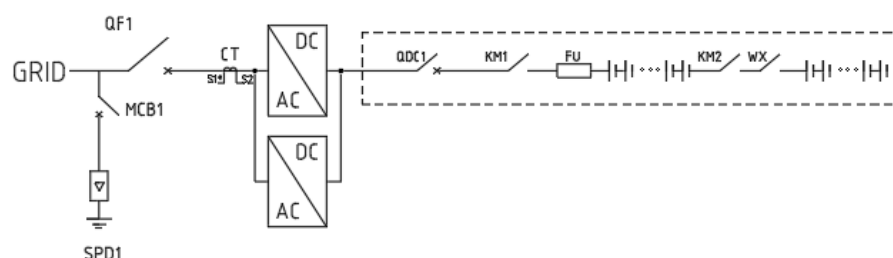 QF1
GRID
MCB1
SPD1
CT
S1*
S2
DC
AC
DC
AC
QDC1
KM1
FU
KM2
WX